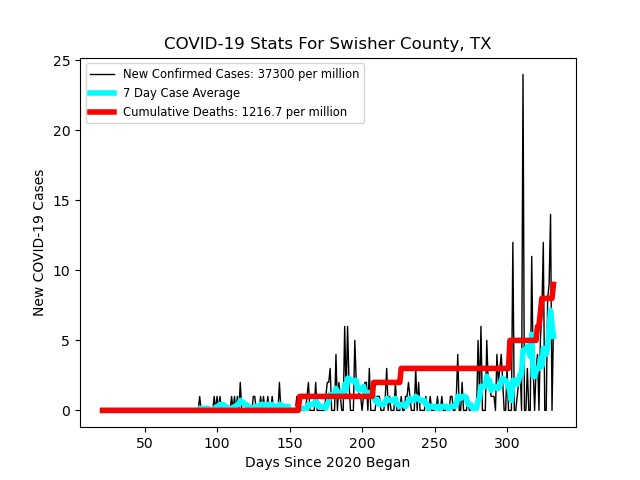 COVID-19 Stats For Swisher County, TX
New Confirmed Cases: 37300 per million
7 Day Case Average
Cumulative Deaths: 1216.7 per million
New COVID-19 Cases
25
20
15
10
5
0
50 100 150 200 250 300
Days Since 2020 Began